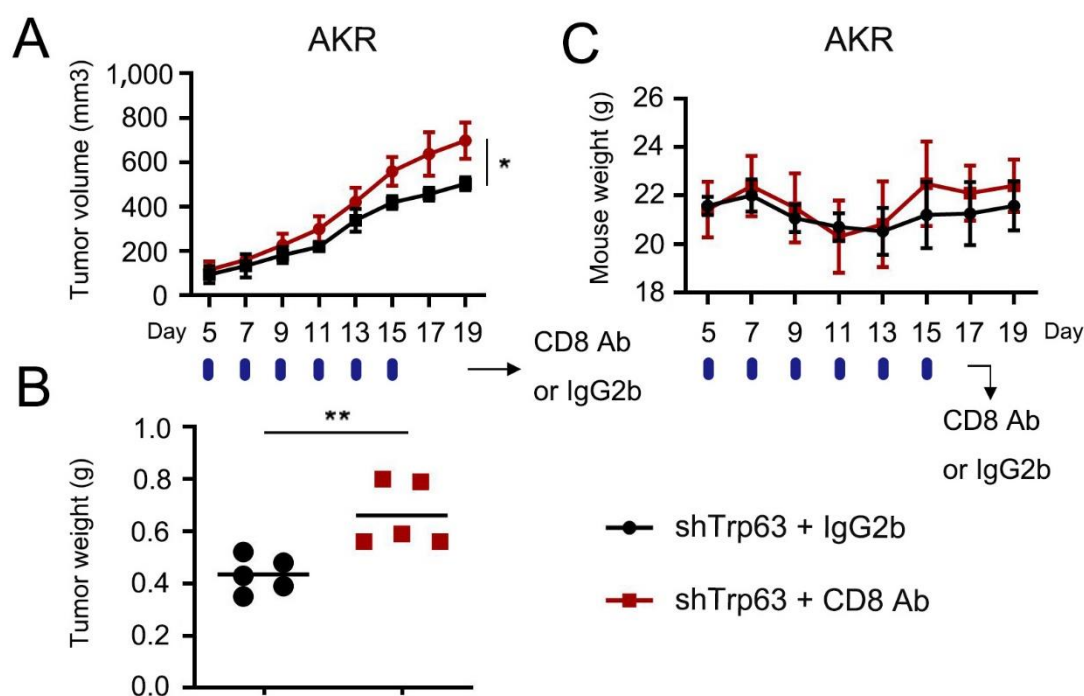 A
AKR
Tumor volume (mm3)
1,000
800
600
400
200
0
*
Day
5 7 9 11 13 15 17 19
CD8 Ab
or IgG2b
B
Tumor weight (g)
1.0
0.8
0.6
0.4
0.2
0.0
**
C
AKR
Mouse weight (g)
26
24
22
20
18
5 7 9 11 13 15 17 19 Day
CD8 Ab
or IgG2b
shTrp63 + IgG2b
shTrp63 + CD8 Ab